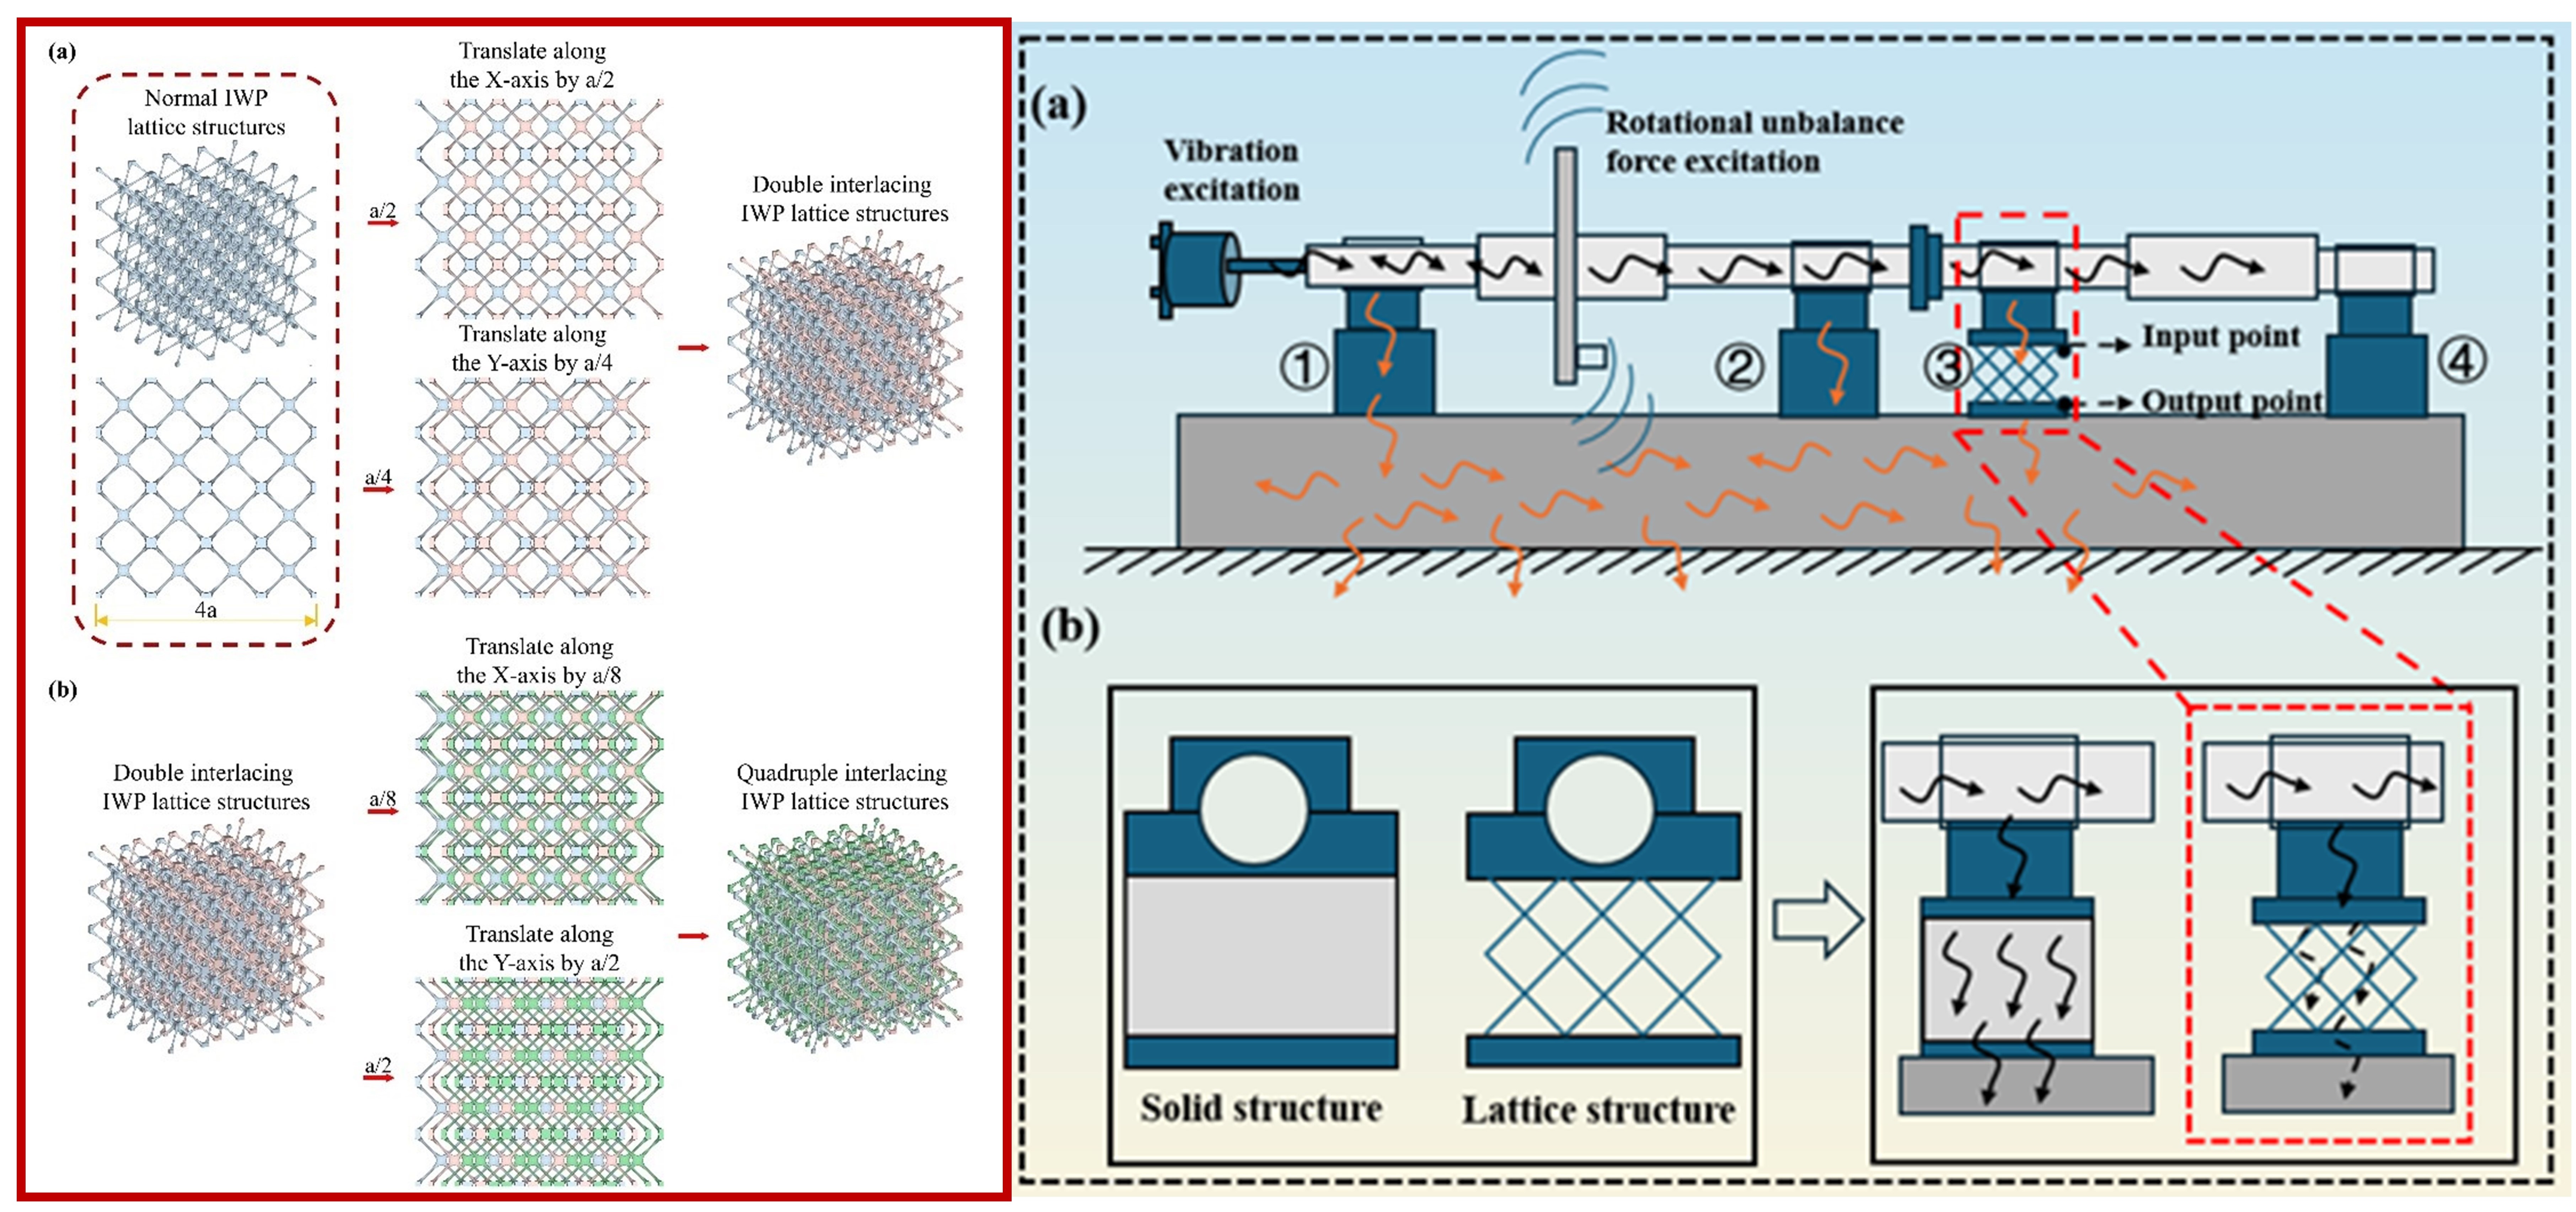 (a)
Normal IWP
lattice structures
4a
a/2
a/4
Translate along
the X-axis by a/2
Translate along
the Y-axis by a/4
Double interlacing
IWP lattice structures
(b)
Double interlacing
IWP lattice structures
a/8
a/2
Translate along
the X-axis by a/8
Translate along
the Y-axis by a/2
Quadruple interlacing
IWP lattice structures
(a)
Vibration
excitation
Rotational unbalance
force excitation
①
②
③
④
Input point
Output point
(b)
Solid structure
Lattice structure